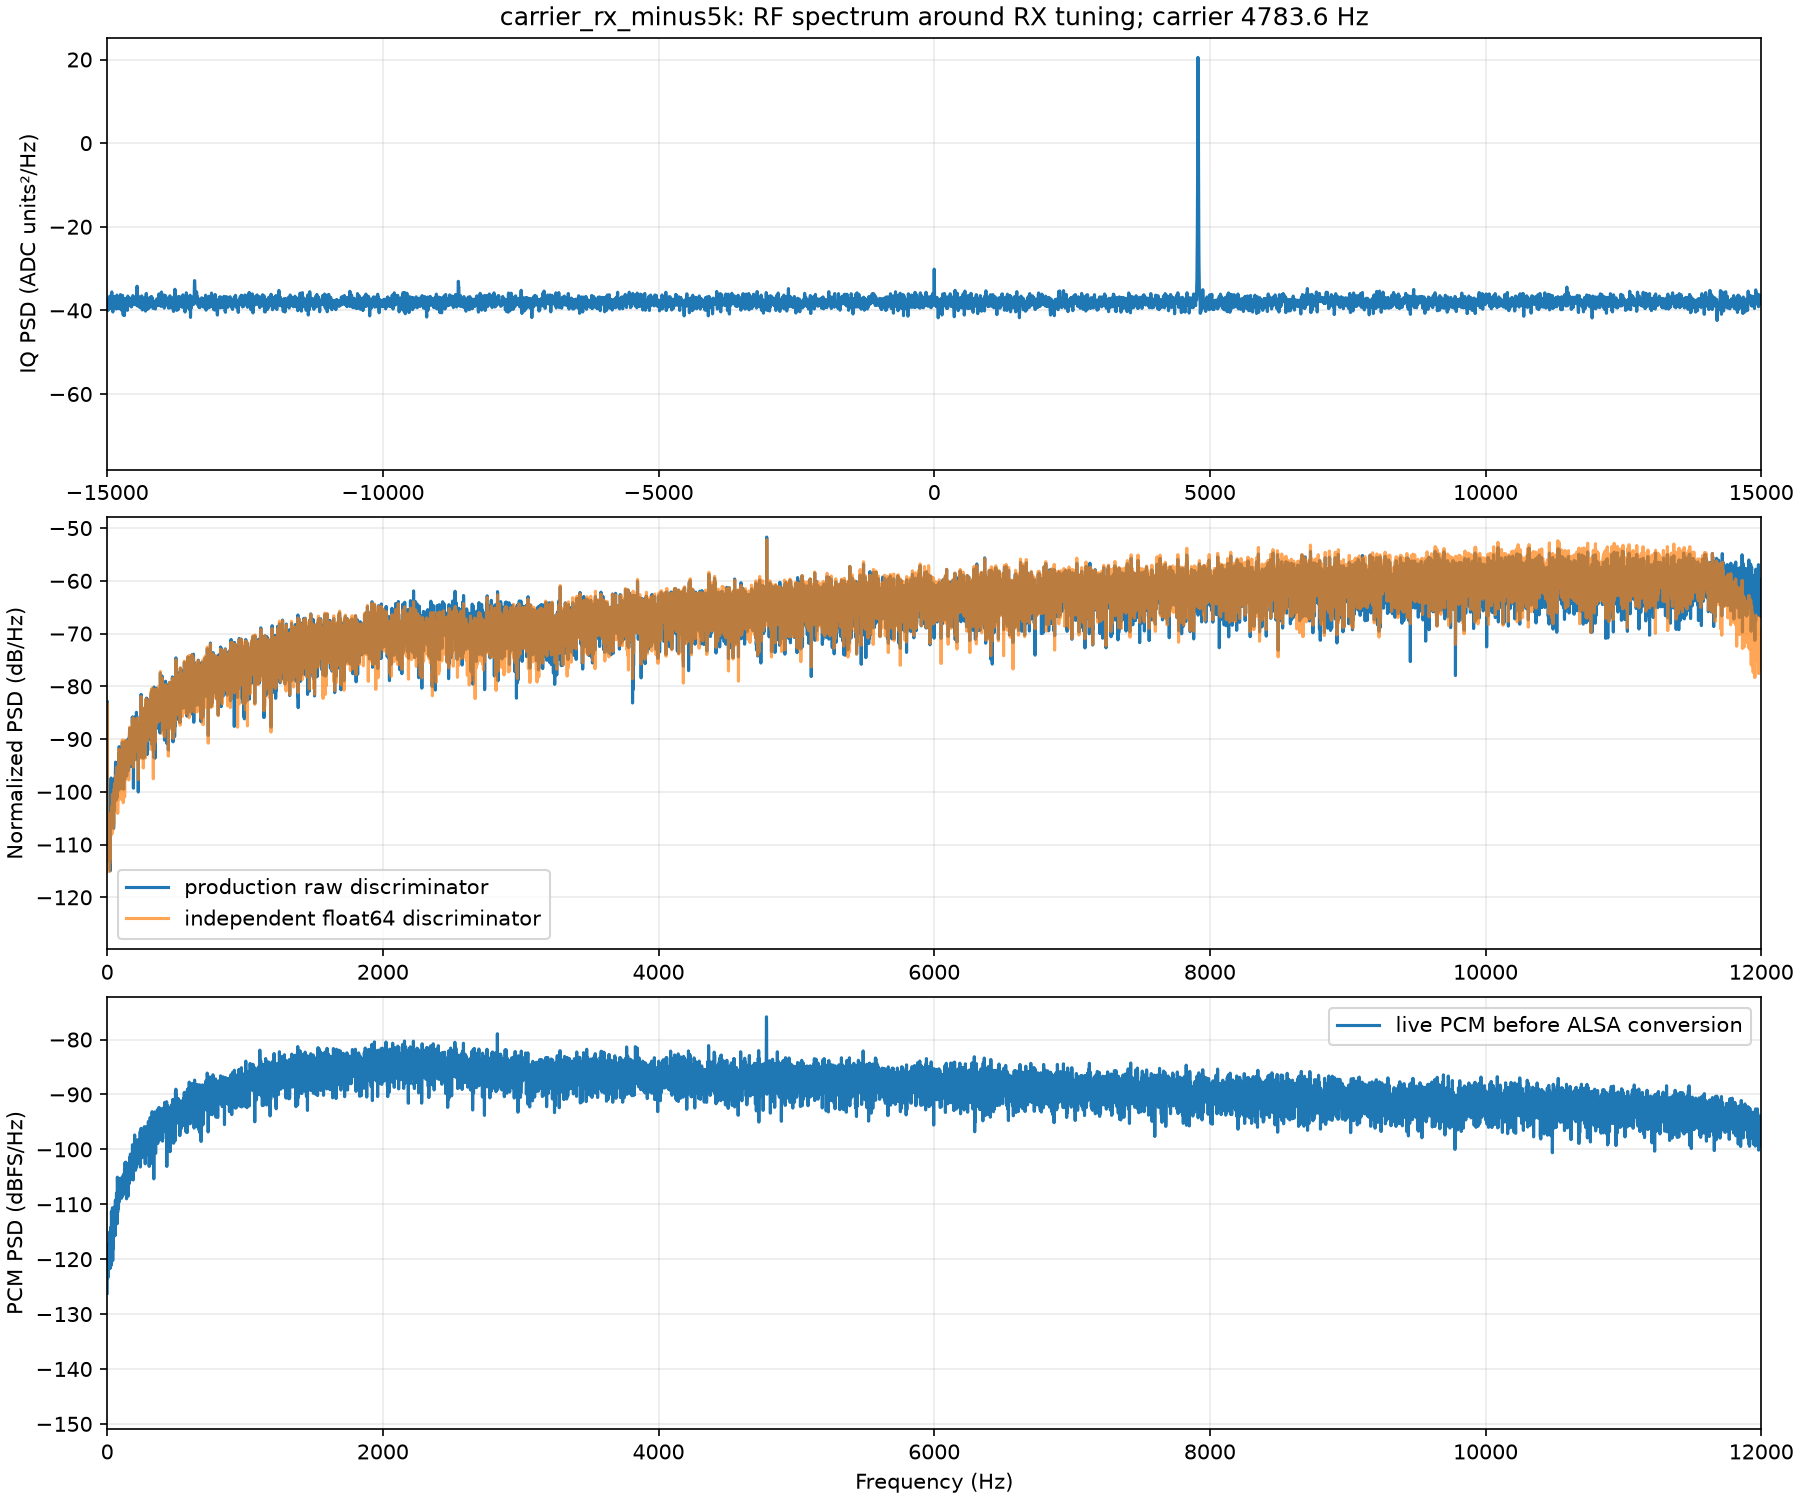 carrier_rx_minus5k: RF spectrum around RX tuning; carrier 4783.6 Hz
IQ PSD (ADC units²/Hz)
20
0
−20
−40
−60
−15000 −10000 −5000 0 5000 10000 15000
Normalized PSD (dB/Hz)
−50
−60
−70
−80
−90
−100
−110
−120
production raw discriminator
independent float64 discriminator
0 2000 4000 6000 8000 10000 12000
PCM PSD (dBFS/Hz)
live PCM before ALSA conversion
−80
−90
−100
−110
−120
−130
−140
−150
0 2000 4000 6000 8000 10000 12000
Frequency (Hz)